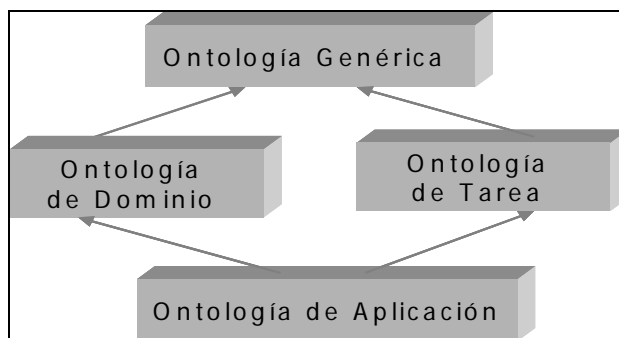 Ontología Genérica
Ontología
de Dominio
Ontología
de Tarea
Ontología de Aplicación